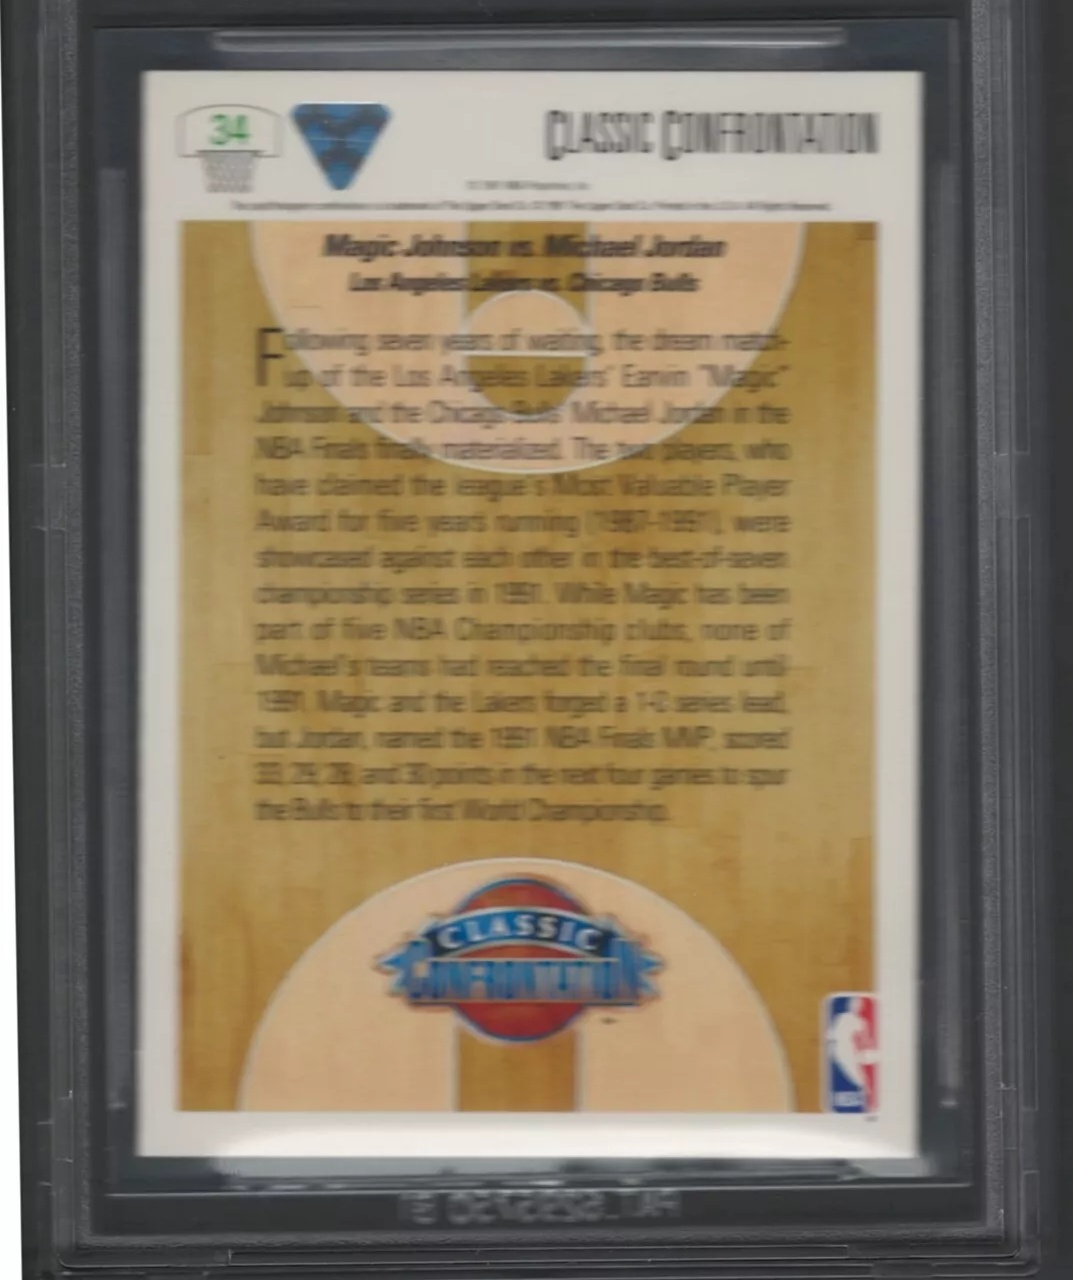 34
CLASSIC CONFRONTATION
Magic Johnson vs. Michael Jordan
Los Angeles Lakers vs. Chicago Bulls
Following seven years of waiting, the dream match-
up of the Los Angeles Lakers' Earvin "Magic"
Johnson and the Chicago Bulls' Michael Jordan in the
NBA Finals finally materialized. The two players, who
have claimed the league's Most Valuable Player
Award for five years running (1987-1991), were
showcased against each other in the best-of-seven
championship series in 1991. While Magic has been
part of five NBA Championship clubs, none of
Michael's teams had reached the final round until
1991. Magic and the Lakers forged a 1-0 series lead,
but Jordan, named the 1991 NBA Finals MVP, scored
33, 29, 28, and 30 points in the next four games to spur
the Bulls to their first World Championship.
CLASSIC
CONFRONTATION
NBA